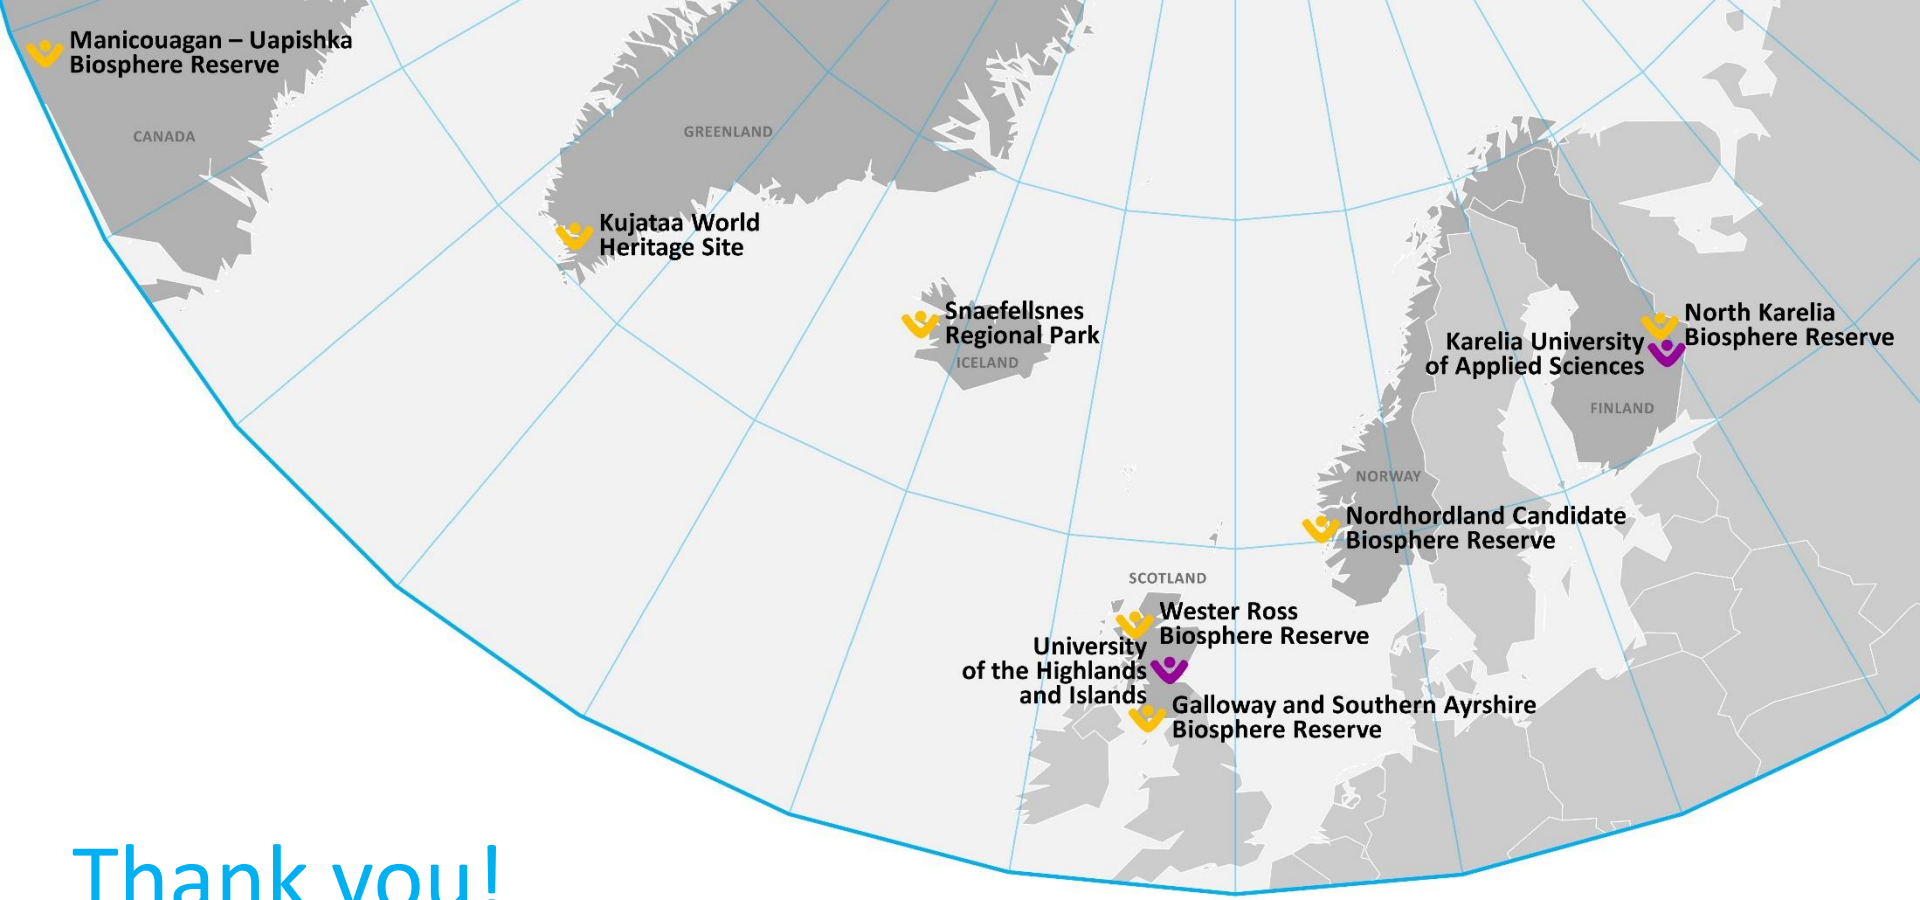 Manicouagan – Uapishka
Biosphere Reserve
CANADA
GREENLAND
Kujataa World
Heritage Site
Snaefellsnes
Regional Park
ICELAND
North Karelia
Biosphere Reserve
Karelia University
of Applied Sciences
FINLAND
NORWAY
Nordhordland Candidate
Biosphere Reserve
SCOTLAND
Wester Ross
Biosphere Reserve
University
of the Highlands
and Islands
Galloway and Southern Ayrshire
Biosphere Reserve
Thank you!